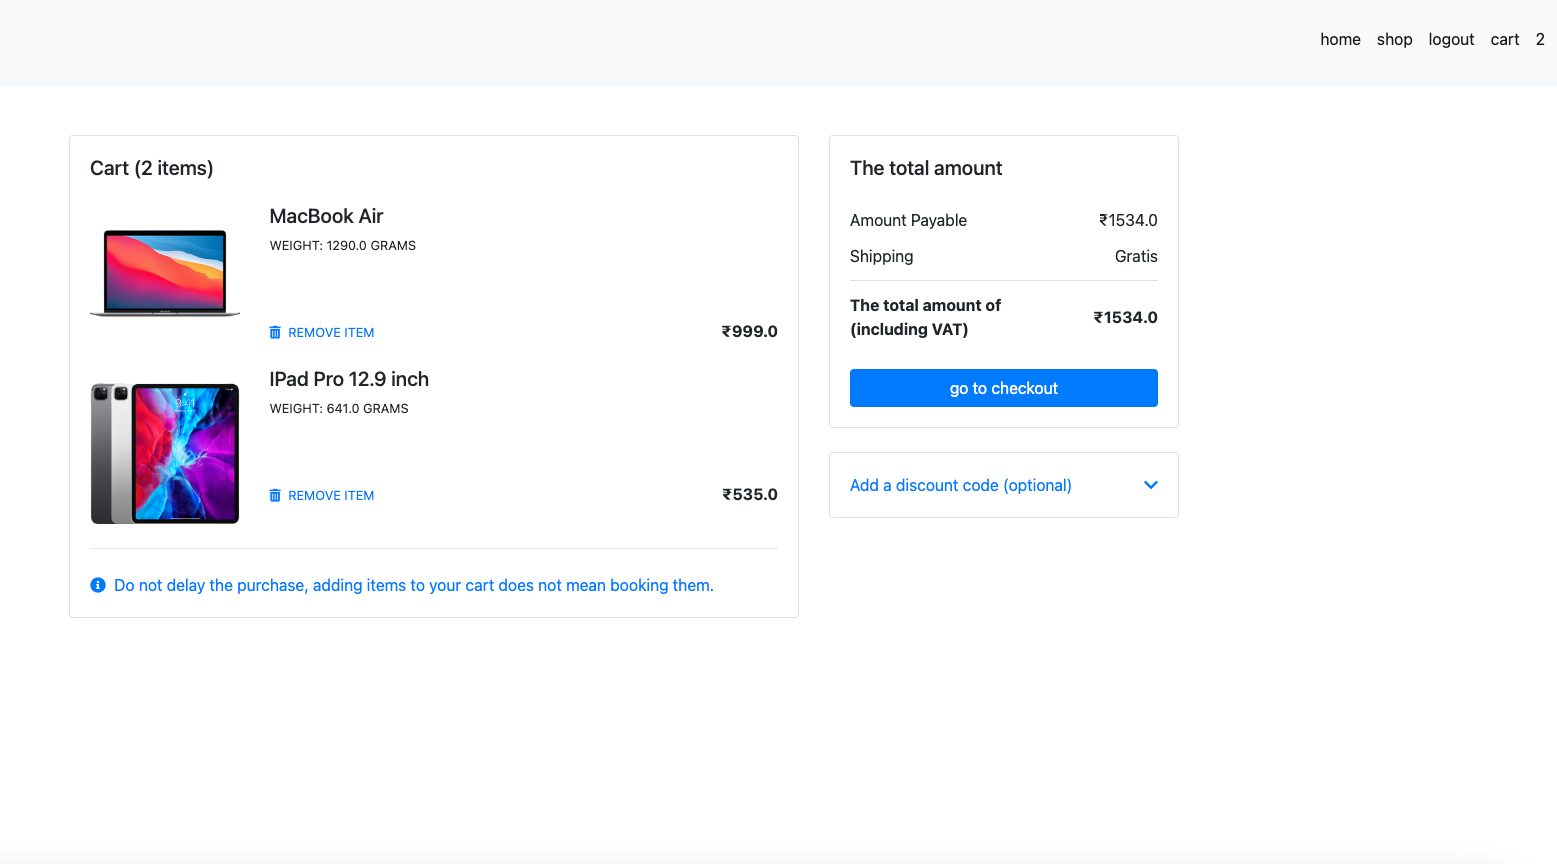 home shop logout cart 2
Cart (2 items)
MacBook Air
WEIGHT: 1290.0 GRAMS
REMOVE ITEM ₹999.0
IPad Pro 12.9 inch
WEIGHT: 641.0 GRAMS
9:41
REMOVE ITEM ₹535.0
Do not delay the purchase, adding items to your cart does not mean booking them.
The total amount
Amount Payable ₹1534.0
Shipping Gratis
The total amount of
(including VAT) ₹1534.0
go to checkout
Add a discount code (optional)